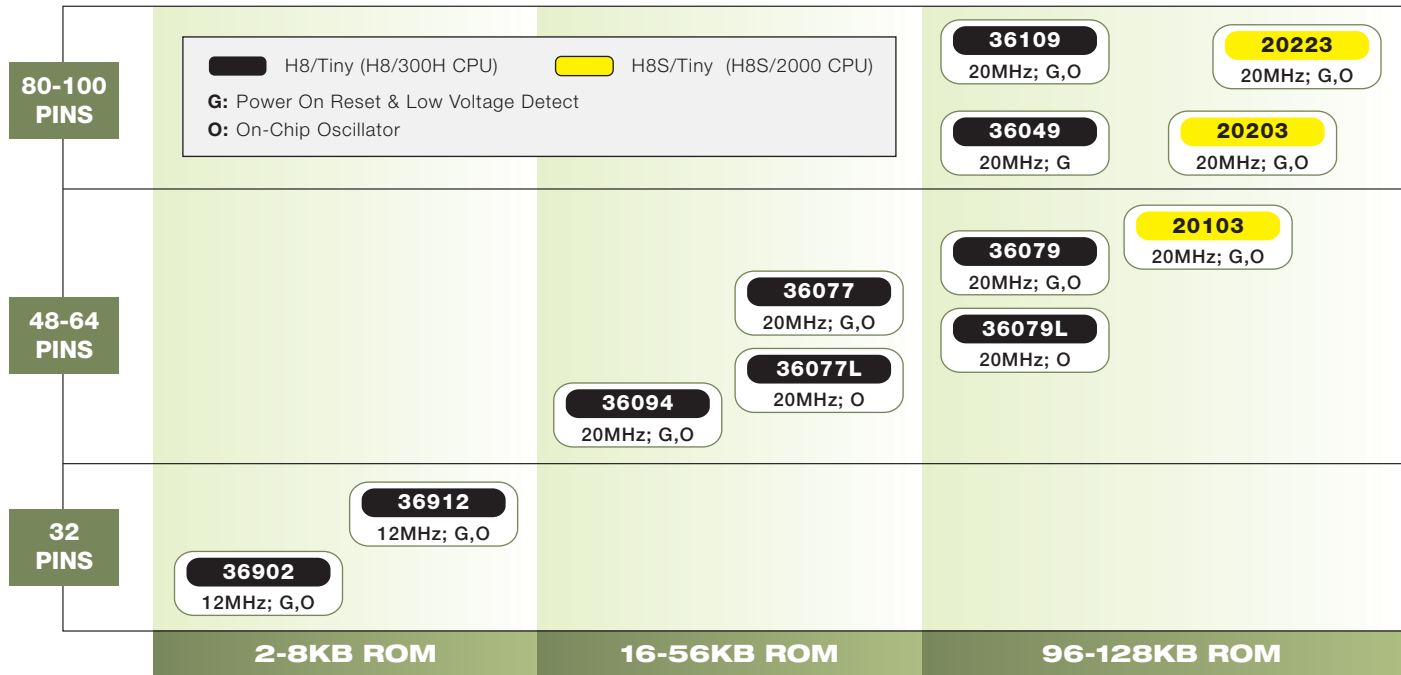 80-100
PINS
H8/Tiny (H8/300H CPU)
H8S/Tiny (H8S/2000 CPU)
G: Power On Reset & Low Voltage Detect
O: On-Chip Oscillator
36109
20MHz; G,O
20223
20MHz; G,O
36049
20MHz; G
20203
20MHz; G,O
48-64
PINS
20103
20MHz; G,O
36079
20MHz; G,O
36077
20MHz; G,O
36079L
20MHz; O
36077L
20MHz; O
36094
20MHz; G,O
32
PINS
36912
12MHz; G,O
36902
12MHz; G,O
2-8KB ROM
16-56KB ROM
96-128KB ROM